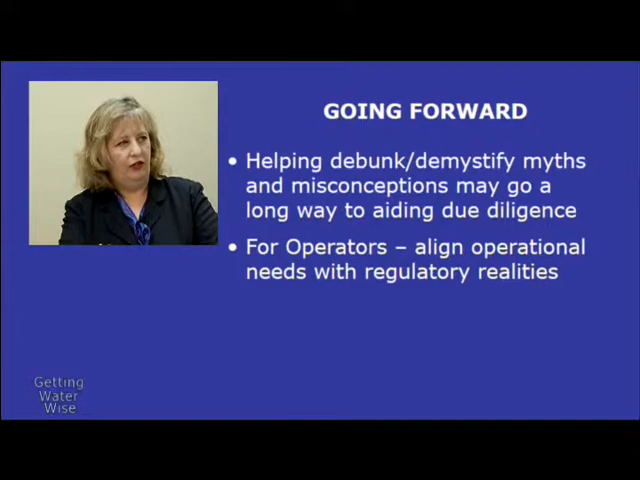 GOING FORWARD
• Helping debunk/demystify myths
and misconceptions may go a
long way to aiding due diligence
• For Operators – align operational
needs with regulatory realities
Getting
Water
Wise